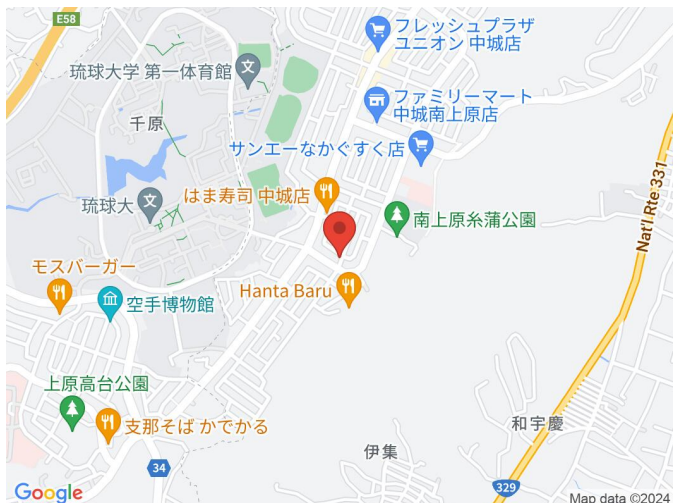 E58
フレッシュプラザ
ユニオン 中城店
琉球大学 第一体育館
千原
ファミリーマート
中城南上原店
サンエーなかぐすく店
はま寿司 中城店
琉球大
南上原糸蒲公園
Nat'l Rte 331
モスバーガー
Hanta Baru
空手博物館
上原高台公園
支那そば かでかる
和宇慶
伊集
34
329
Google
Map data ©2024